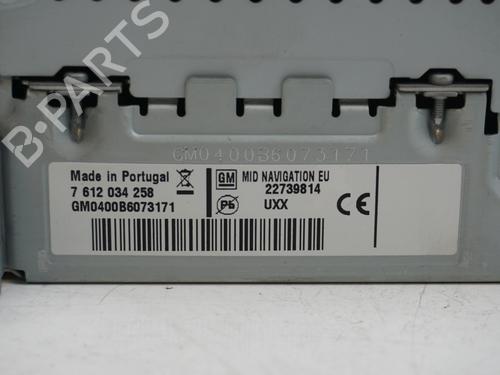 B-PARTS
GM0400B6073171
Made in Portugal
7 612 034 258
GM0400B6073171
GM MID NAVIGATION EU
22739814
Pb UXX
CE